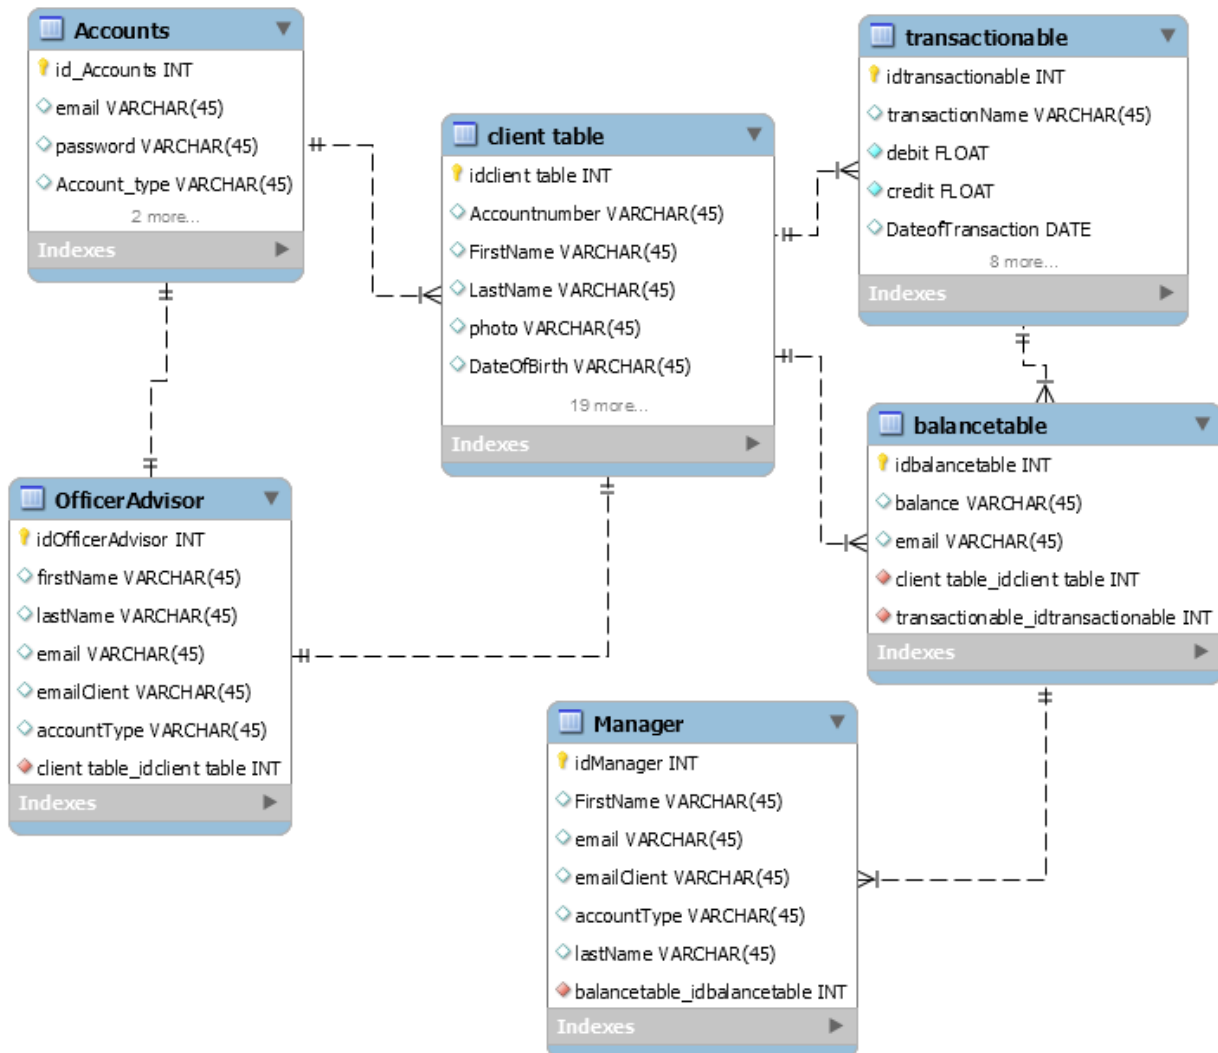 Accounts
id_Accounts INT
email VARCHAR(45)
password VARCHAR(45)
Account_type VARCHAR(45)
2 more...
Indexes
client table
idclient table INT
Accountnumber VARCHAR(45)
FirstName VARCHAR(45)
LastName VARCHAR(45)
photo VARCHAR(45)
DateOfBirth VARCHAR(45)
19 more...
Indexes
transactionable
idtransactionable INT
transactionName VARCHAR(45)
debit FLOAT
credit FLOAT
DateofTransaction DATE
8 more...
Indexes
OfficerAdvisor
idOfficerAdvisor INT
firstName VARCHAR(45)
lastName VARCHAR(45)
email VARCHAR(45)
emailClient VARCHAR(45)
accountType VARCHAR(45)
client table_idclient table INT
Indexes
balancetable
idbalancetable INT
balance VARCHAR(45)
email VARCHAR(45)
client table_idclient table INT
transactionable_idtransactionable INT
Indexes
Manager
idManager INT
FirstName VARCHAR(45)
email VARCHAR(45)
emailClient VARCHAR(45)
accountType VARCHAR(45)
lastName VARCHAR(45)
balancetable_idbalancetable INT
Indexes